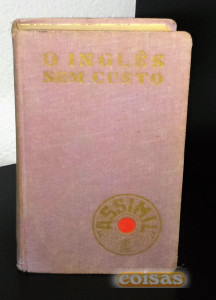 O INGLÊS
SEM CUSTO
ASSIMIL
coisas